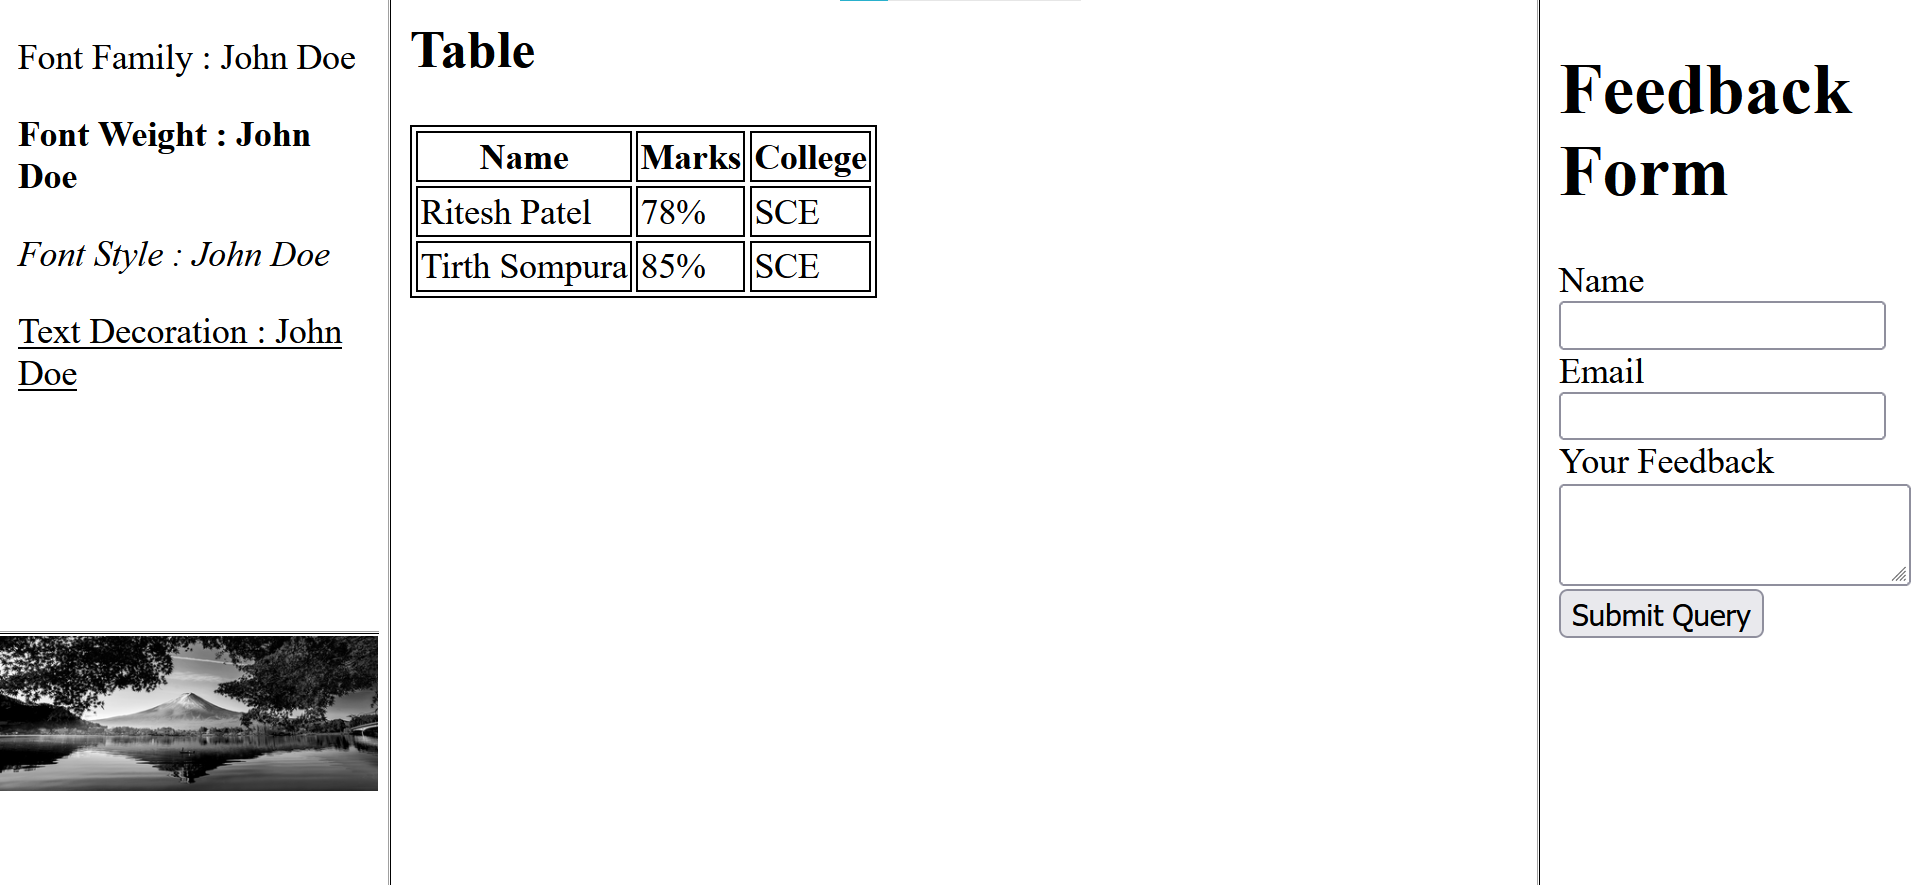 Font Family : John Doe
Font Weight : John
Doe
Font Style : John Doe
Text Decoration : John
Doe
Table
Name Marks College
Ritesh Patel 78% SCE
Tirth Sompura 85% SCE
Feedback
Form
Name
Email
Your Feedback
Submit Query